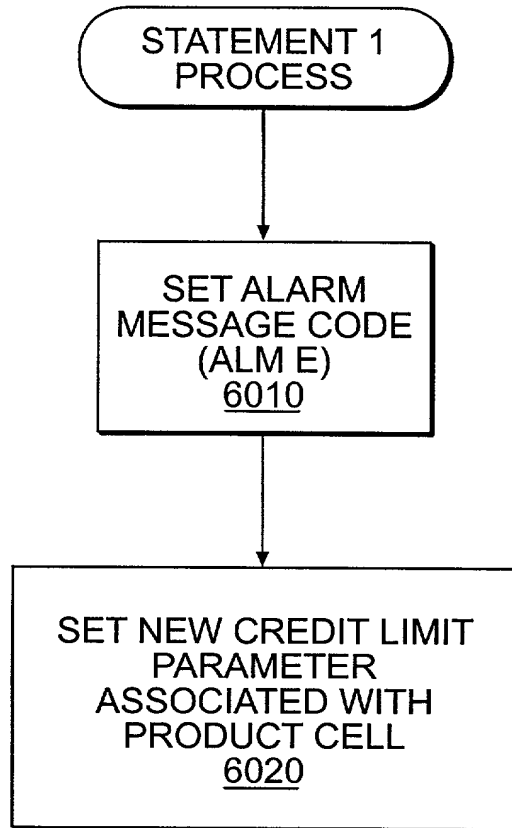 STATEMENT 1
PROCESS
SET ALARM
MESSAGE CODE
(ALM E)
6010
SET NEW CREDIT LIMIT
PARAMETER
ASSOCIATED WITH
PRODUCT CELL
6020